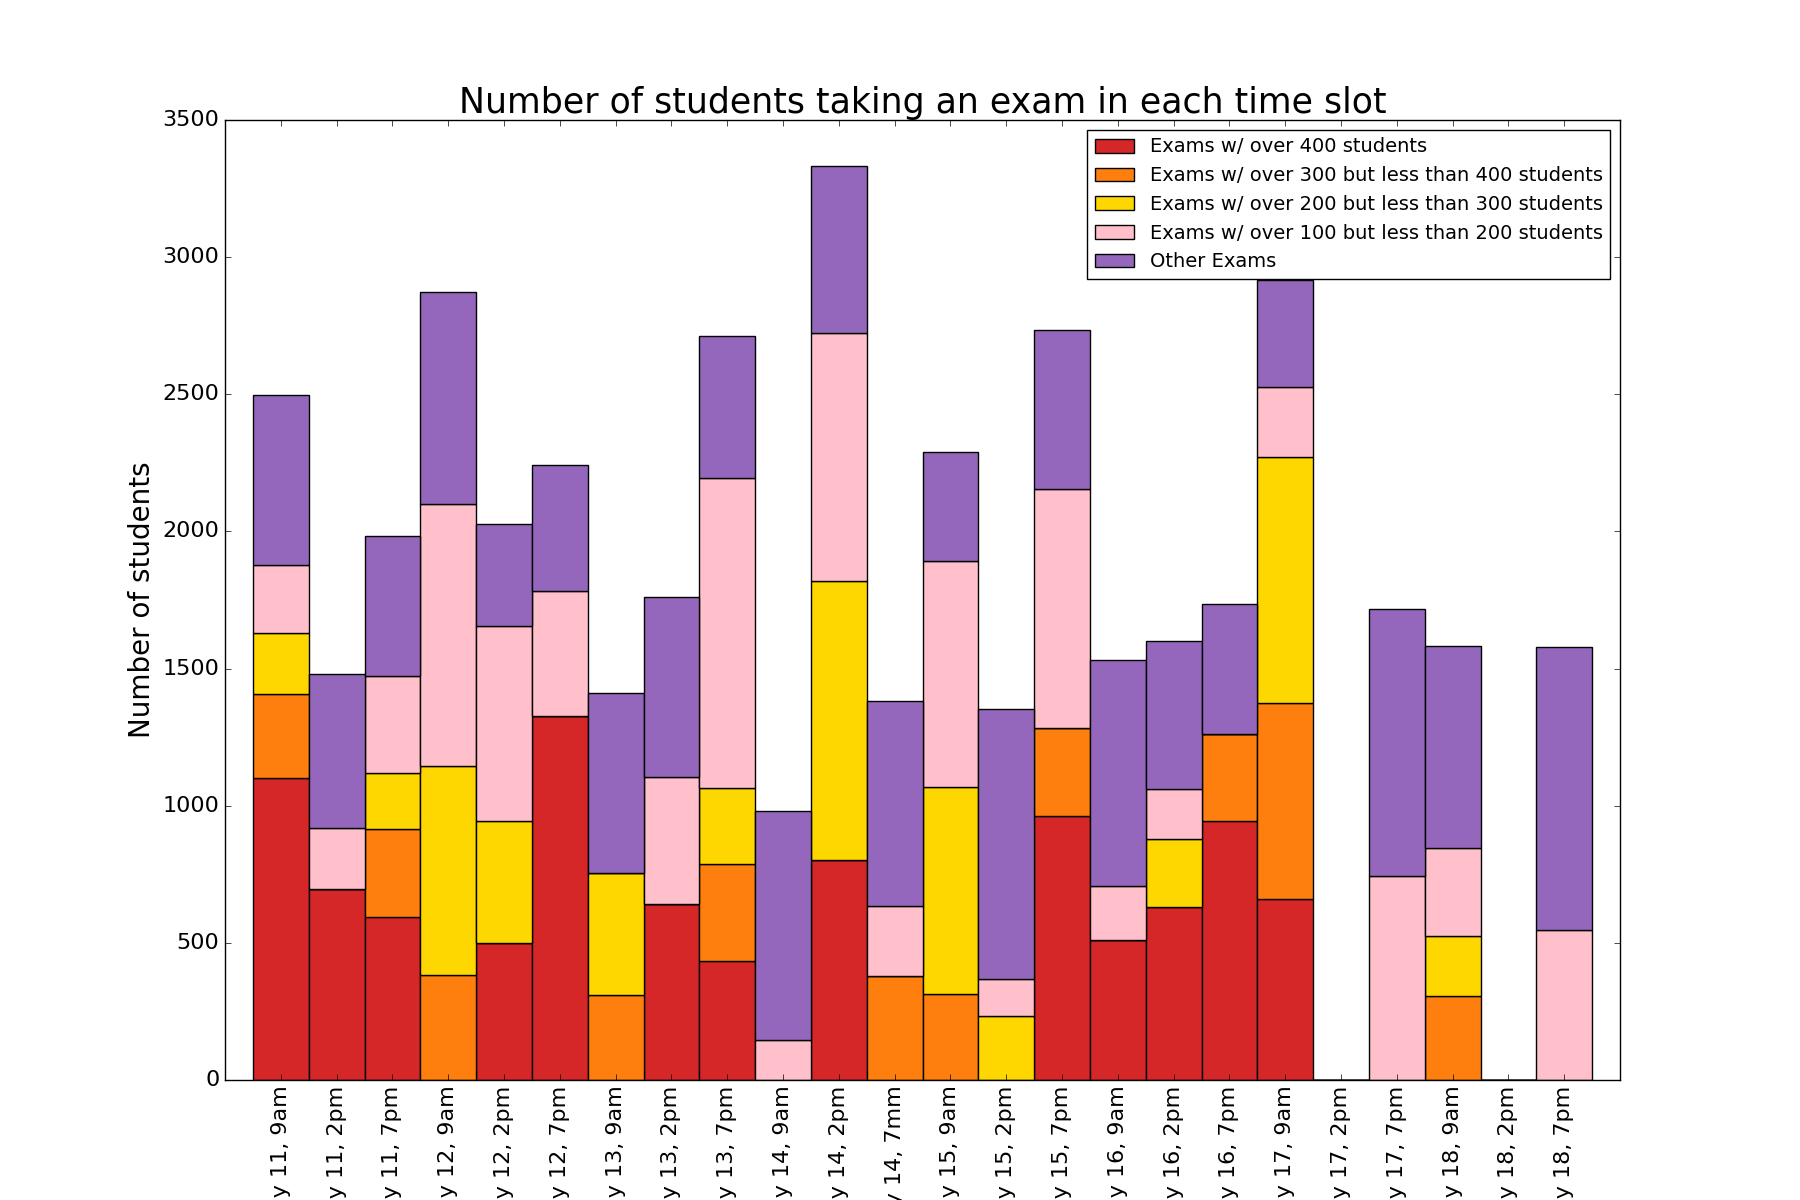 Number of students taking an exam in each time slot
3500
3000
2500
2000
1500
1000
500
0
Number of students
Exams w/ over 400 students
Exams w/ over 300 but less than 400 students
Exams w/ over 200 but less than 300 students
Exams w/ over 100 but less than 200 students
Other Exams
y 11, 9am
y 11, 2pm
y 11, 7pm
y 12, 9am
y 12, 2pm
y 12, 7pm
y 13, 9am
y 13, 2pm
y 13, 7pm
y 14, 9am
y 14, 2pm
y 14, 7mm
y 15, 9am
y 15, 2pm
y 15, 7pm
y 16, 9am
y 16, 2pm
y 16, 7pm
y 17, 9am
y 17, 2pm
y 17, 7pm
y 18, 9am
y 18, 2pm
y 18, 7pm